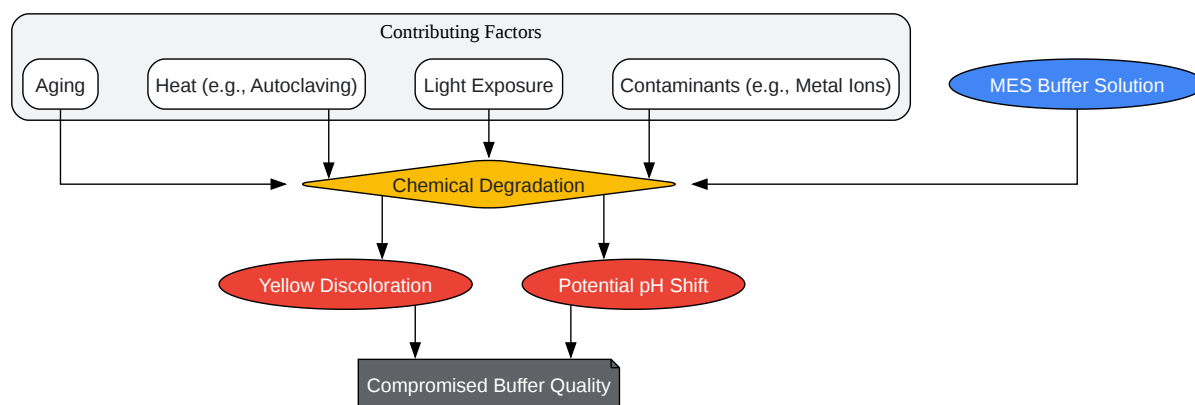 Contributing Factors
Aging
Heat (e.g., Autoclaving)
Light Exposure
Contaminants (e.g., Metal Ions)
MES Buffer Solution
Chemical Degradation
Yellow Discoloration
Potential pH Shift
Compromised Buffer Quality